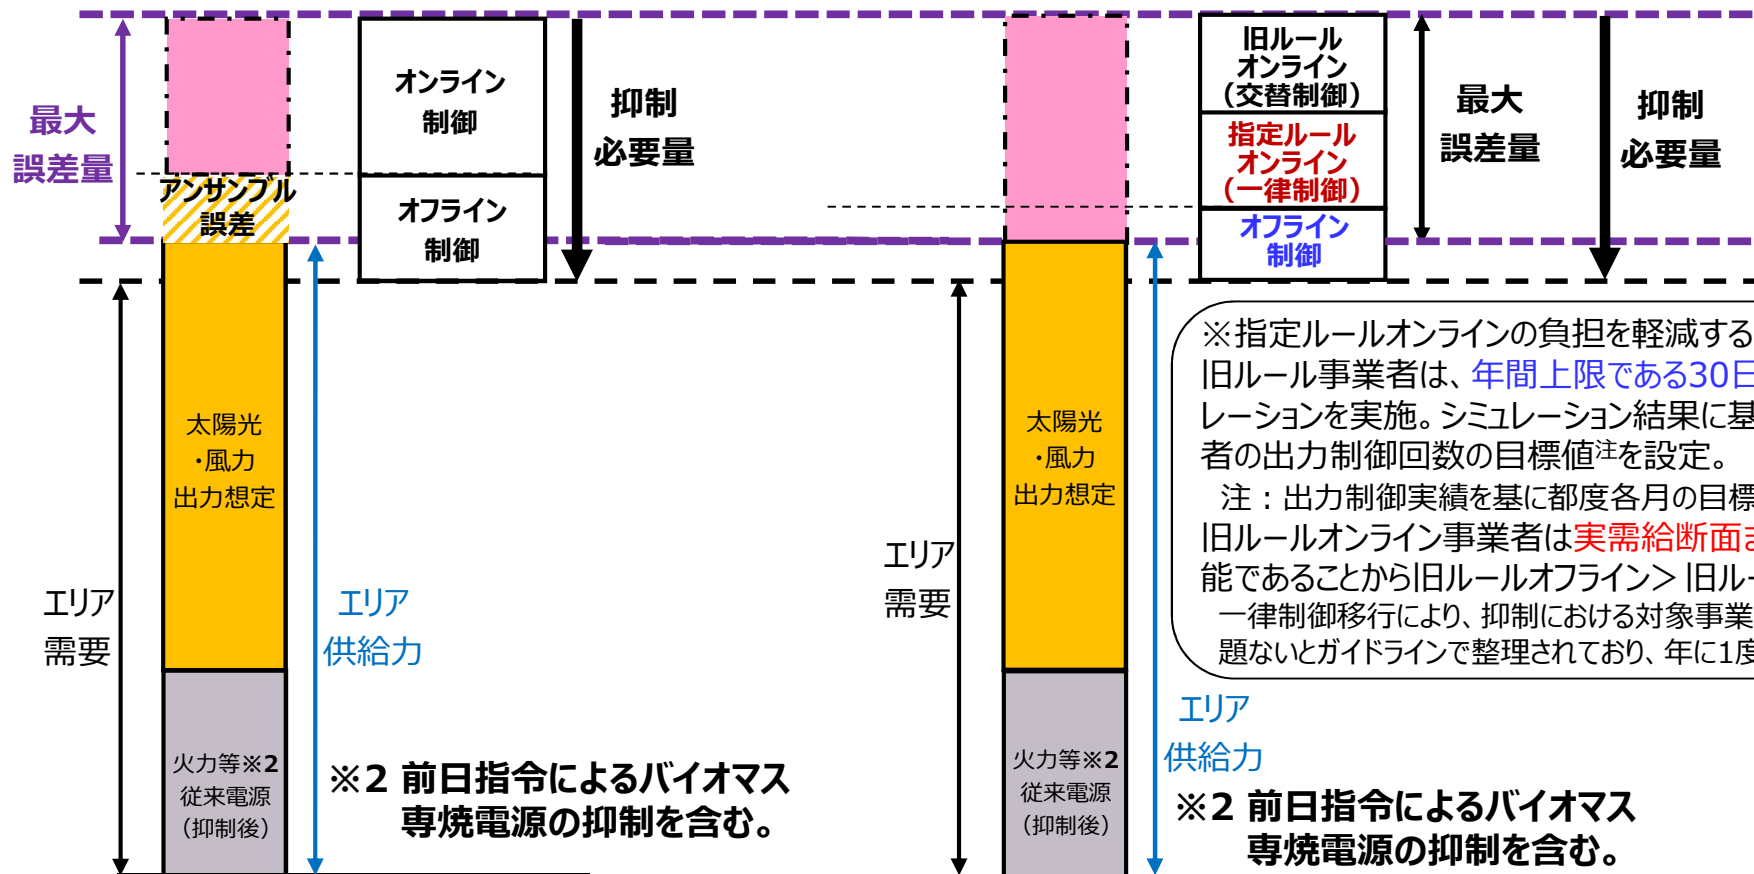 最大
誤差量
アンサンブル
誤差
オンライン
制御
オフライン
制御
抑制
必要量
太陽光
・風力
出力想定
エリア
需要
エリア
供給力
火力等※2
従来電源
（抑制後）
※2 前日指令によるバイオマス
専焼電源の抑制を含む。
旧ルール
オンライン
（交替制御）
指定ルール
オンライン
（一律制御）
オフライン
制御
最大
誤差量
抑制
必要量
太陽光
・風力
出力想定
エリア
需要
エリア
供給力
火力等※2
従来電源
（抑制後）
※指定ルールオンラインの負担を軽減する
旧ルール事業者は、年間上限である30日
レーションを実施。シミュレーション結果に基
者の出力制御回数の目標値注を設定。
注：出力制御実績を基に都度各月の目標
旧ルールオンライン事業者は実需給断面ま
能であることから旧ルールオフライン＞旧ルー
一律制御移行により、抑制における対象事業
題ないとガイドラインで整理されており、年に1度
※2 前日指令によるバイオマス
専焼電源の抑制を含む。